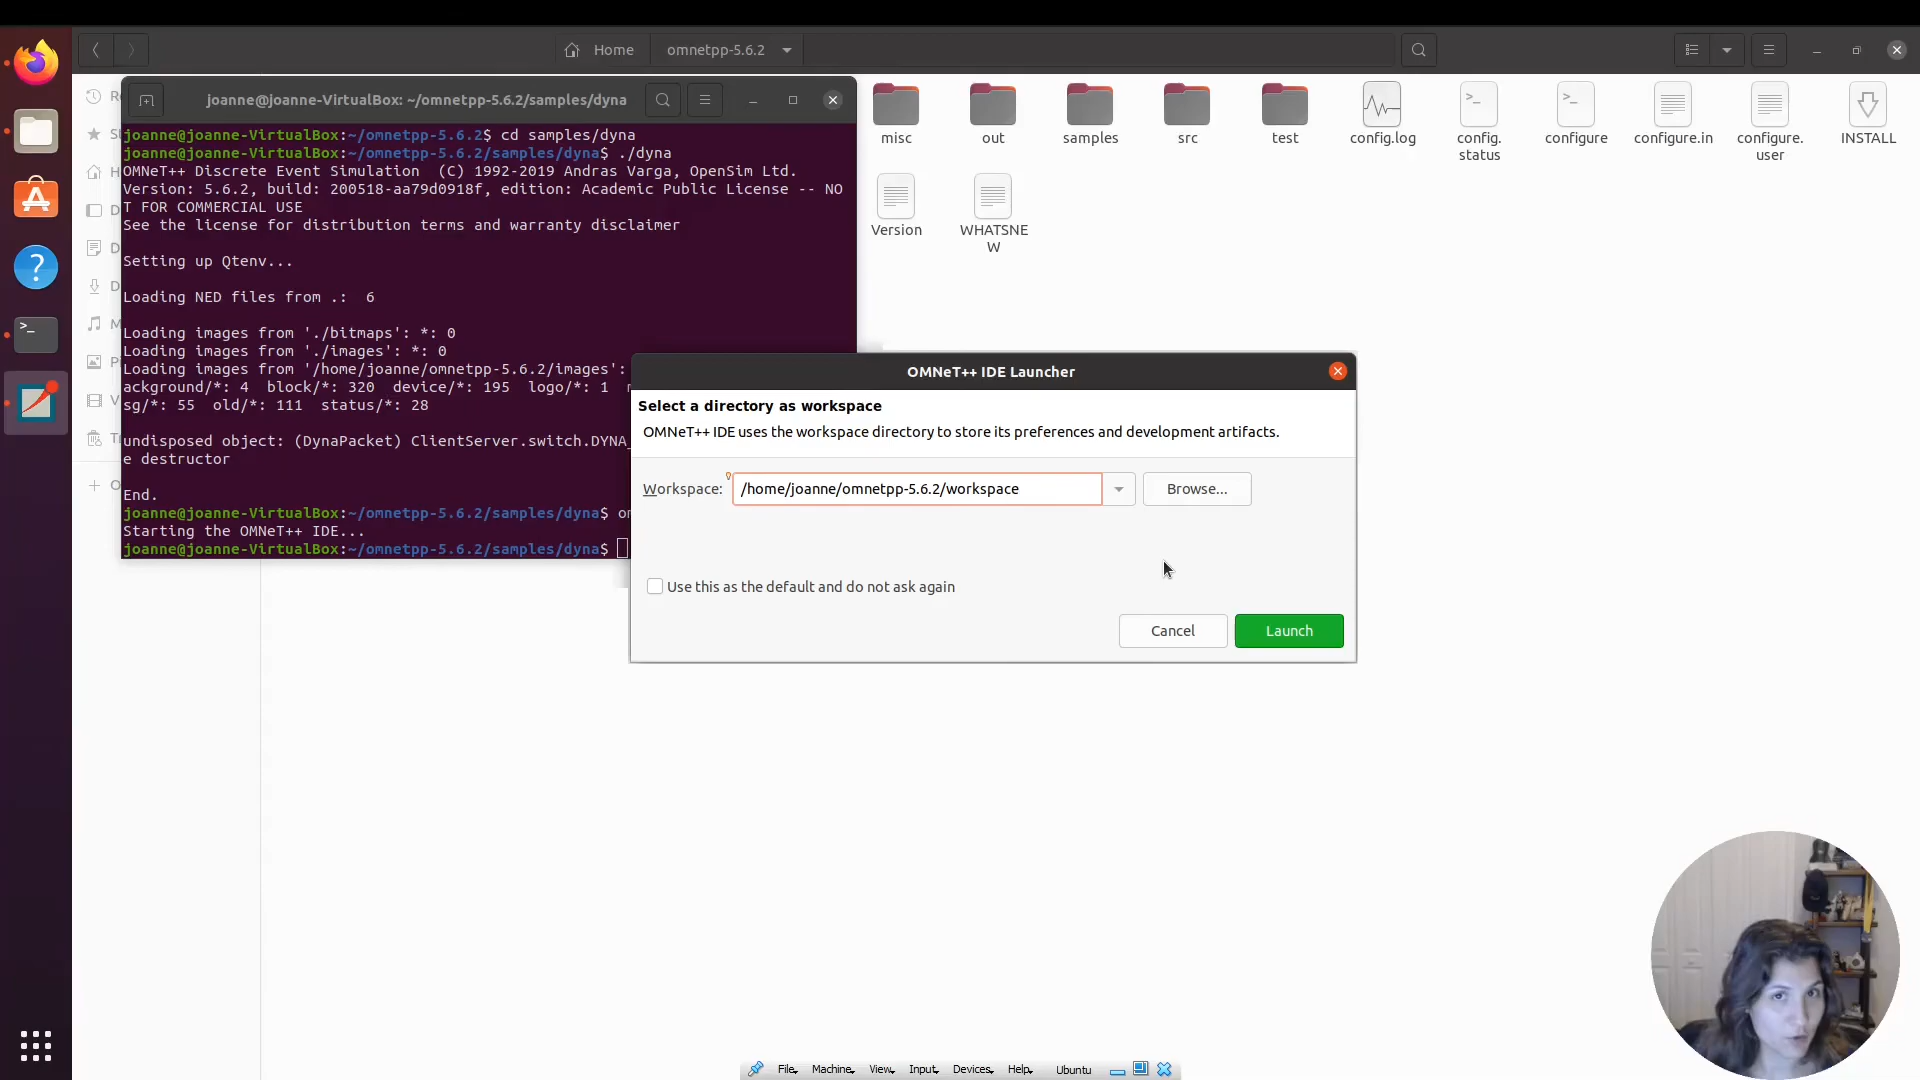 Home
omnetpp-5.6.2
joanne@joanne-VirtualBox: ~/omnetpp-5.6.2/samples/dyna
joanne@joanne-VirtualBox:~/omnetpp-5.6.2$ cd samples/dyna
joanne@joanne-VirtualBox:~/omnetpp-5.6.2/samples/dyna$ ./dyna
OMNeT++ Discrete Event Simulation  (C) 1992-2019 Andras Varga, OpenSim Ltd.
Version: 5.6.2, build: 200518-aa79d0918f, edition: Academic Public License -- NO
T FOR COMMERCIAL USE
See the license for distribution terms and warranty disclaimer
Setting up Qtenv...
Loading NED files from .:  6
Loading images from './bitmaps': *: 0
Loading images from './images': *: 0
Loading images from '/home/joanne/omnetpp-5.6.2/images':
ackground/*: 4  block/*: 320  device/*: 195  logo/*: 1
sg/*: 55  old/*: 111  status/*: 28
undisposed object: (DynaPacket) ClientServer.switch.DYNA_
e destructor
End.
joanne@joanne-VirtualBox:~/omnetpp-5.6.2/samples/dyna$ om
Starting the OMNeT++ IDE...
joanne@joanne-VirtualBox:~/omnetpp-5.6.2/samples/dyna$
misc
out
samples
src
test
config.log
config.
status
configure
configure.in
configure.
user
INSTALL
Version
WHATSNE
W
OMNeT++ IDE Launcher
Select a directory as workspace
OMNeT++ IDE uses the workspace directory to store its preferences and development artifacts.
Workspace:
/home/joanne/omnetpp-5.6.2/workspace
Browse...
Use this as the default and do not ask again
Cancel
Launch
File
Machine
View
Input
Devices
Help
Ubuntu